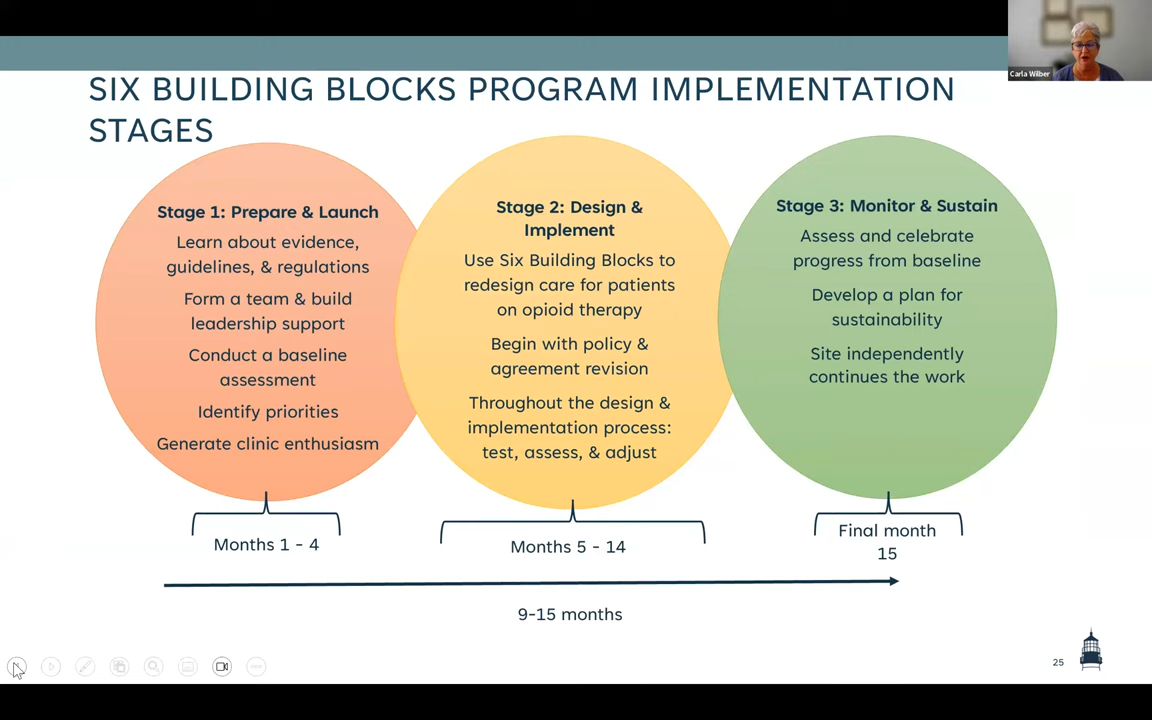 Carla Wilber
SIX BUILDING BLOCKS PROGRAM IMPLEMENTATION
STAGES
Stage 1: Prepare & Launch
Learn about evidence,
guidelines, & regulations
Form a team & build
leadership support
Conduct a baseline
assessment
Identify priorities
Generate clinic enthusiasm
Months 1 - 4
Stage 2: Design &
Implement
Use Six Building Blocks to
redesign care for patients
on opioid therapy
Begin with policy &
agreement revision
Throughout the design &
implementation process:
test, assess, & adjust
Months 5 - 14
Stage 3: Monitor & Sustain
Assess and celebrate
progress from baseline
Develop a plan for
sustainability
Site independently
continues the work
Final month
15
9-15 months
25